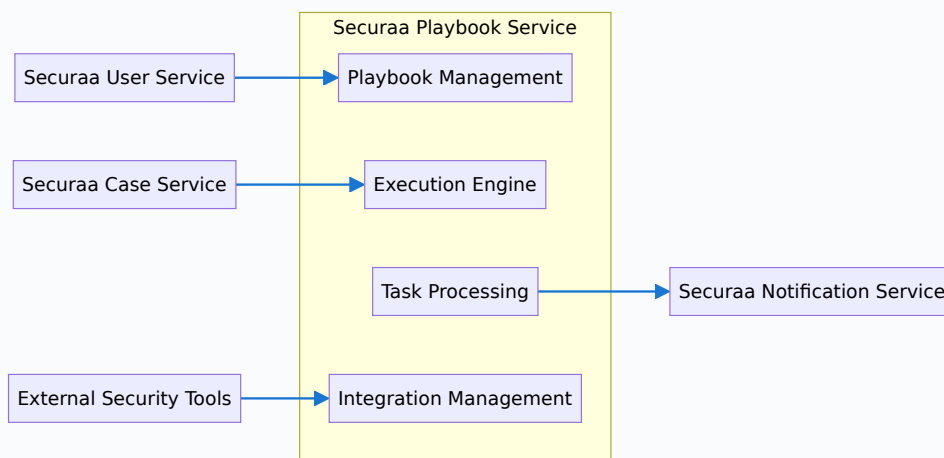 Securaa Playbook Service
Securaa User Service
Playbook Management
Securaa Case Service
Execution Engine
Task Processing
Securaa Notification Service
External Security Tools
Integration Management